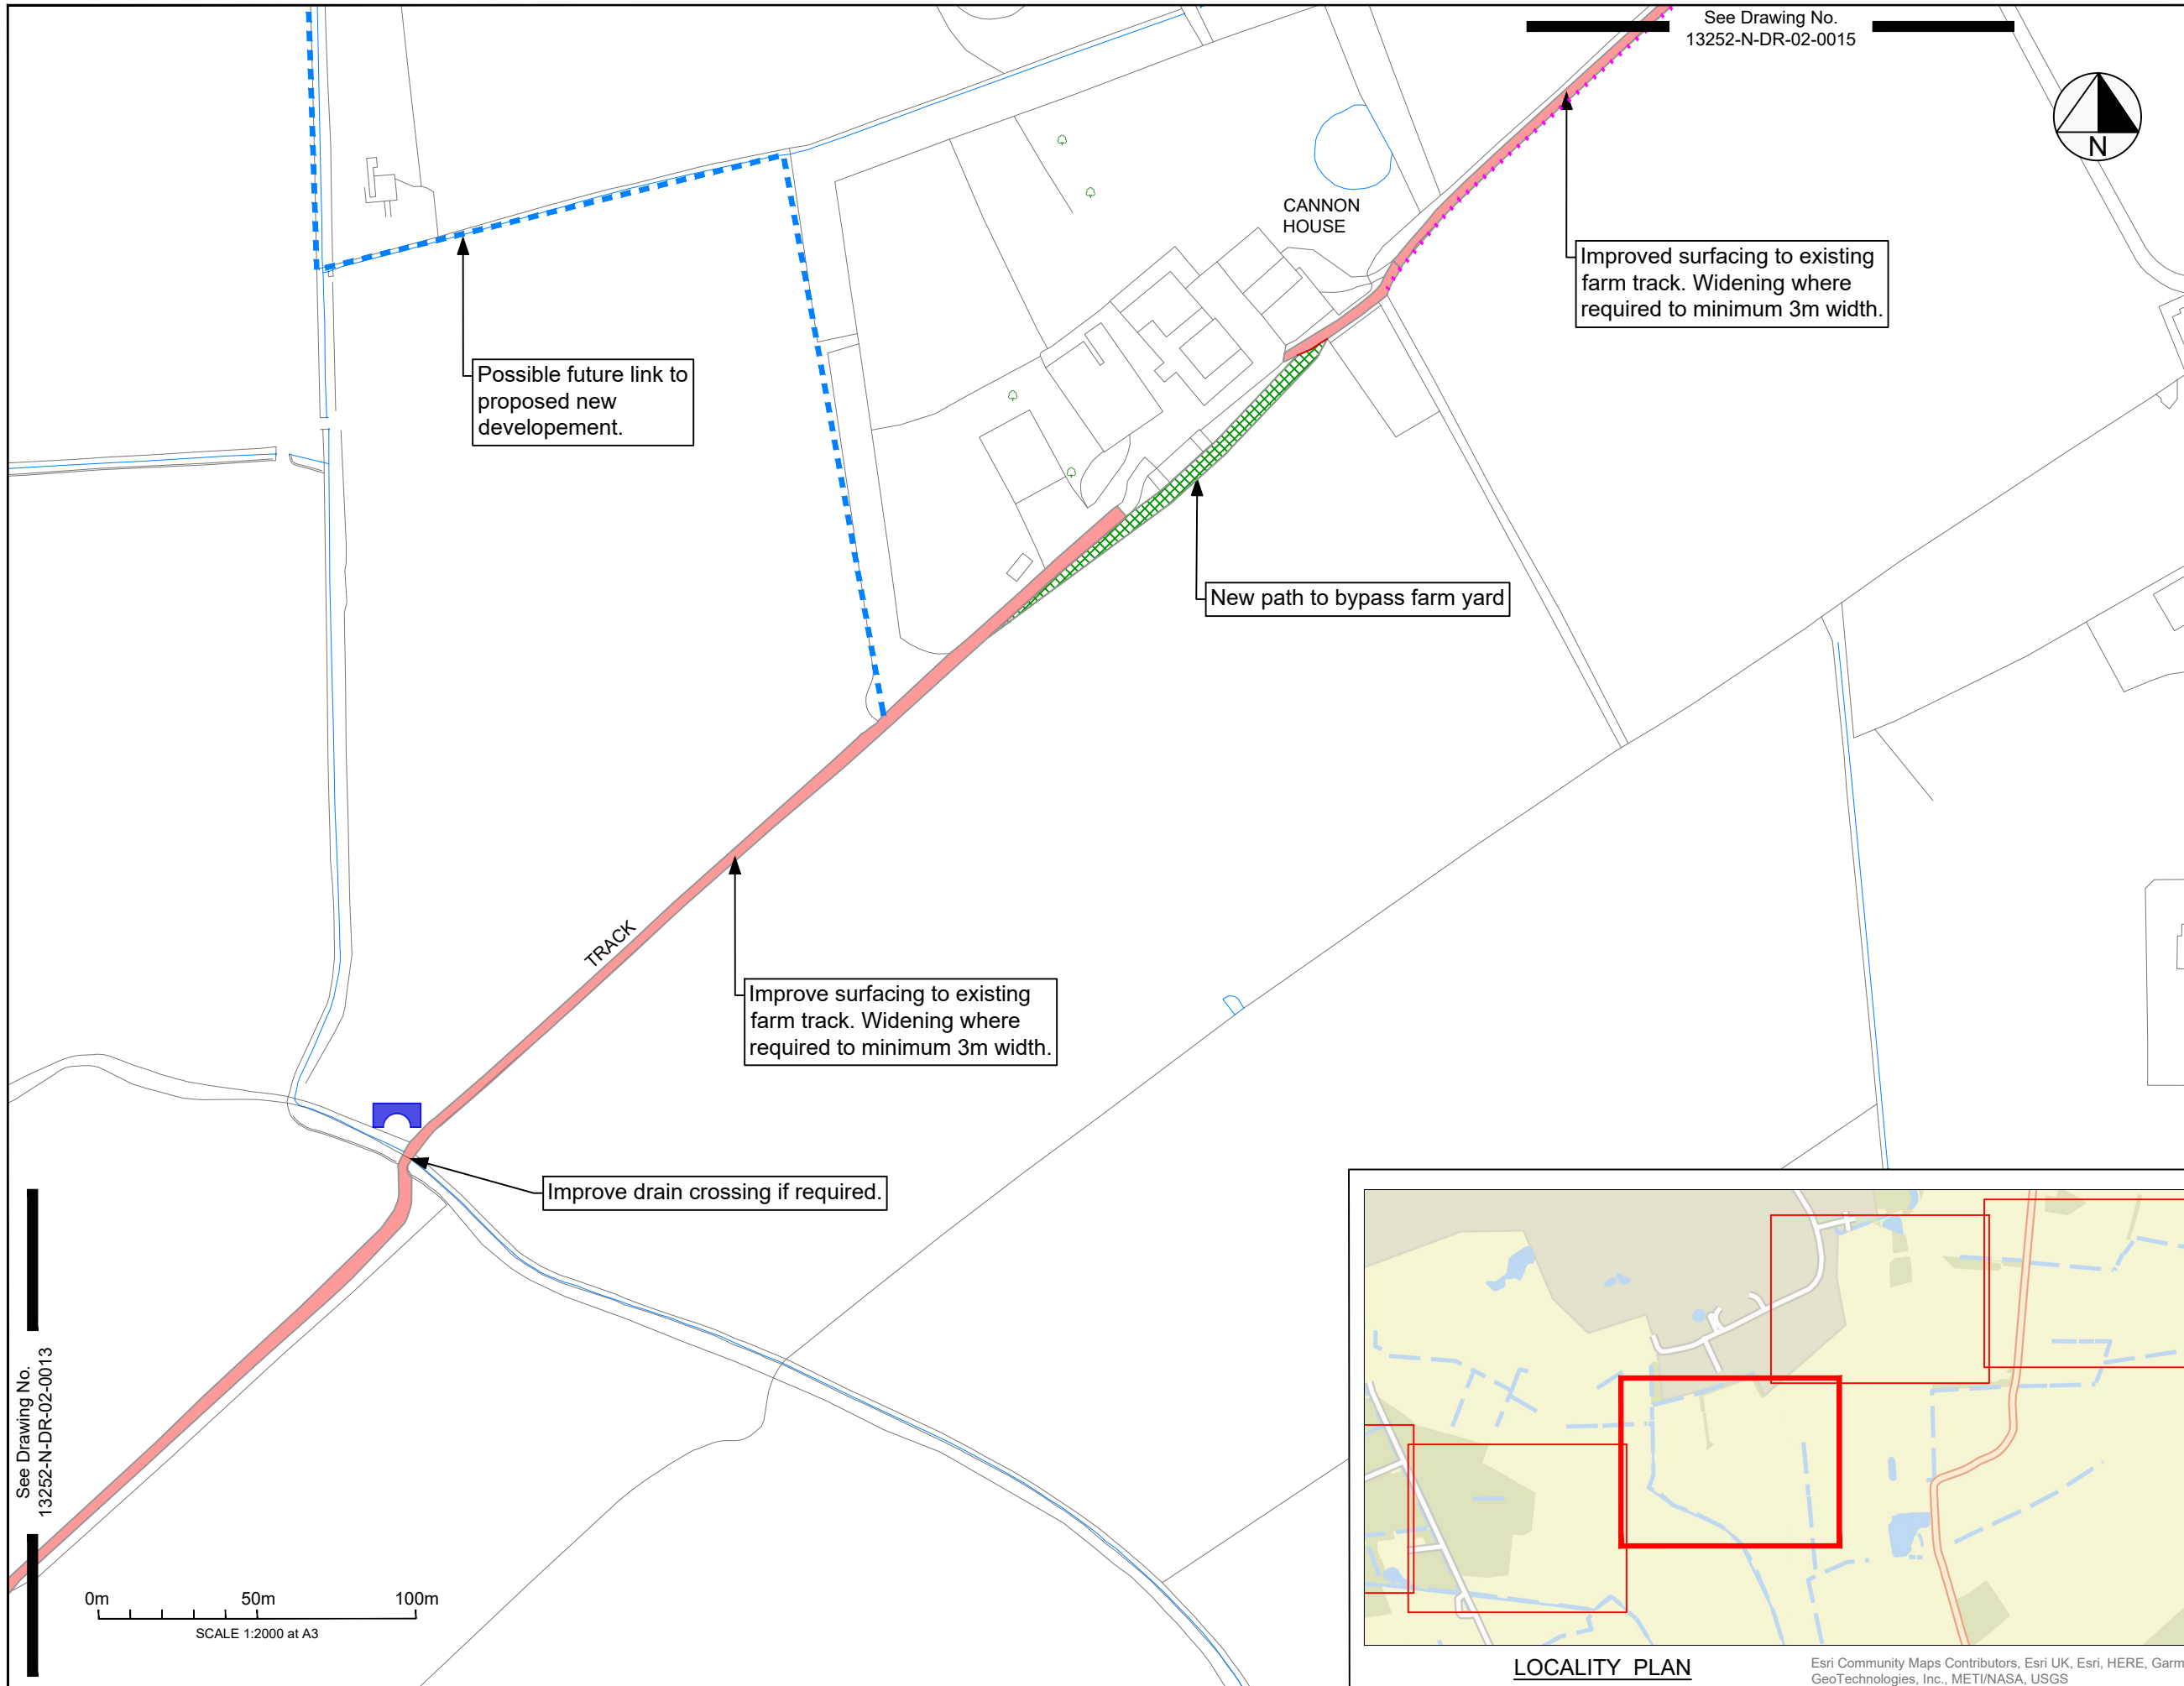 See Drawing No.
13252-N-DR-02-0015
N
CANNON
HOUSE
Improved surfacing to existing
farm track. Widening where
required to minimum 3m width.
Possible future link to
proposed new
developement.
New path to bypass farm yard
TRACK
Improve surfacing to existing
farm track. Widening where
required to minimum 3m width.
Improve drain crossing if required.
See Drawing No.
13252-N-DR-02-0013
0m 50m 100m
SCALE 1:2000 at A3
LOCALITY PLAN
Esri Community Maps Contributors, Esri UK, Esri, HERE, Garm
GeoTechnologies, Inc., METI/NASA, USGS